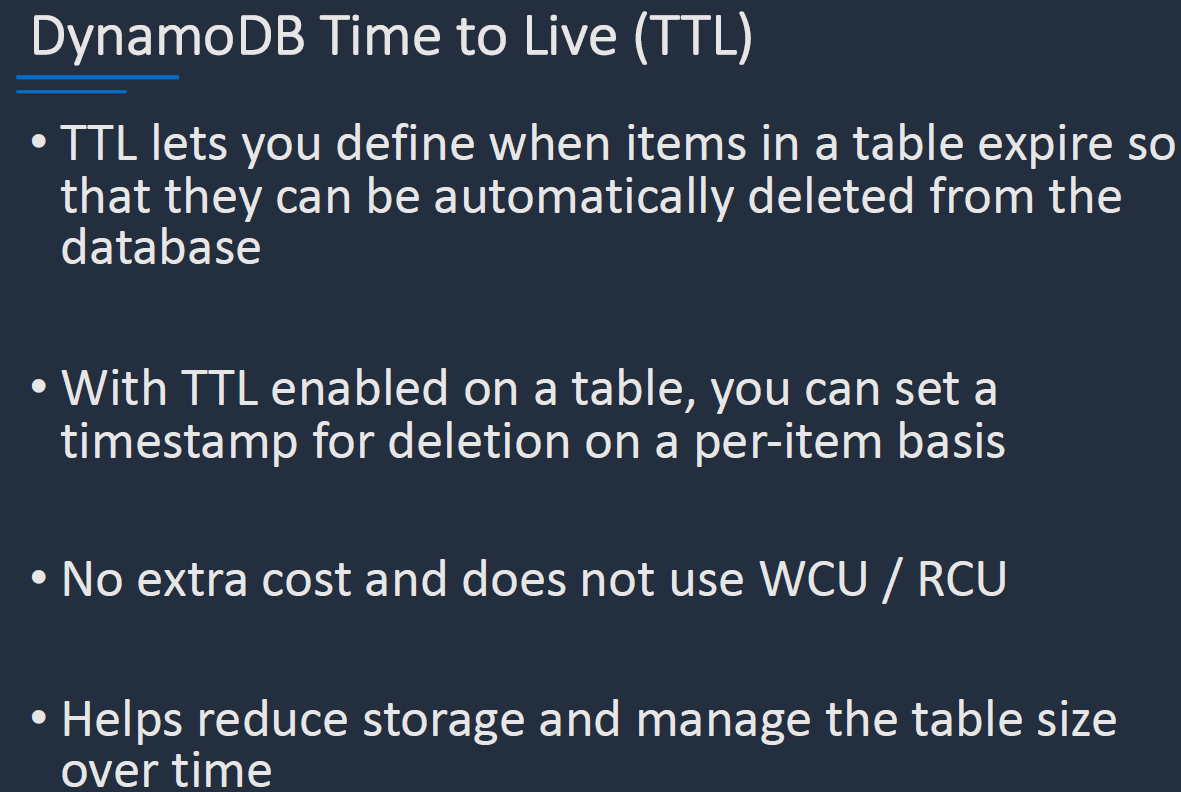 DynamoDB Time to Live (TTL)
• TTL lets you define when items in a table expire so
that they can be automatically deleted from the
database
• With TTL enabled on a table, you can set a
timestamp for deletion on a per-item basis
• No extra cost and does not use WCU / RCU
• Helps reduce storage and manage the table size
over time